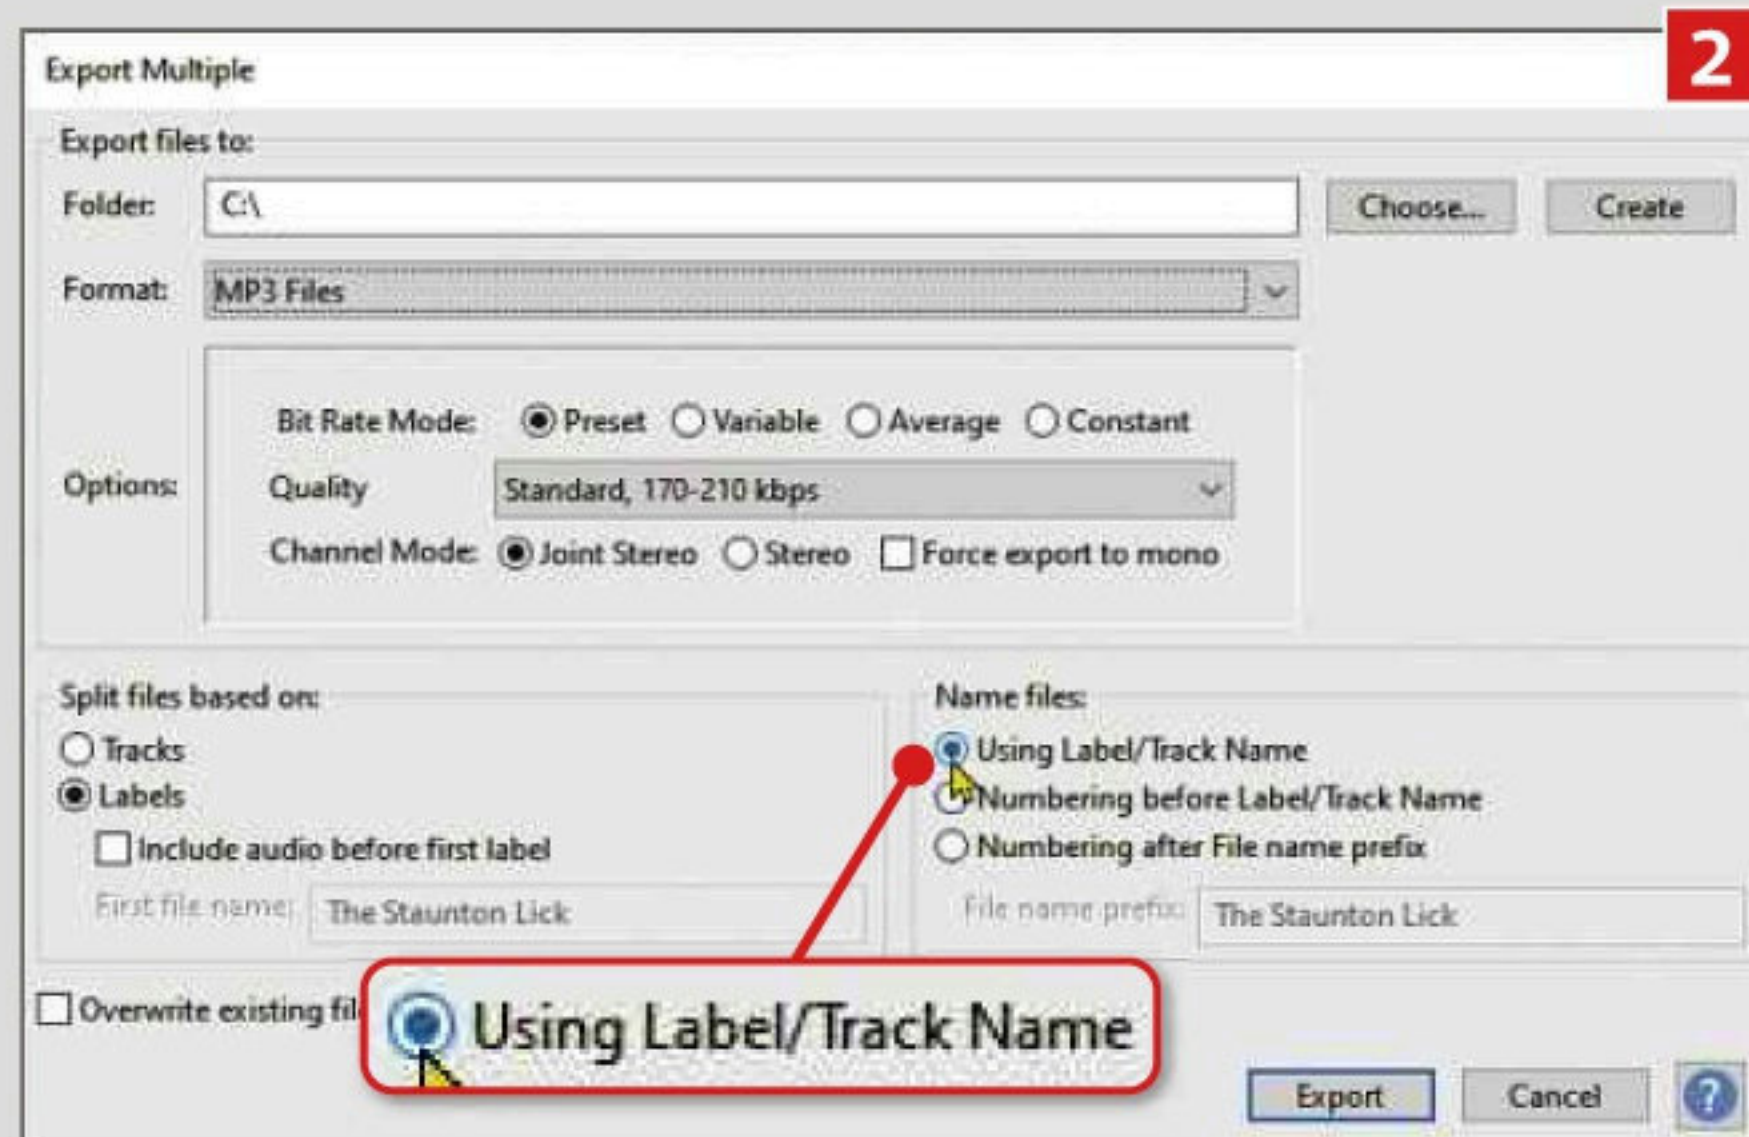 2
Export Multiple
Export files to:
Folder: C:\ Choose... Create
Format: MP3 Files
Options:
Bit Rate Mode: Preset Variable Average Constant
Quality Standard, 170-210 kbps
Channel Mode: Joint Stereo Stereo Force export to mono
Split files based on:
Tracks
Labels
Include audio before first label
First file name: The Staunton Lick
Name files:
Using Label/Track Name
Numbering before Label/Track Name
Numbering after File name prefix
File name prefix: The Staunton Lick
Overwrite existing fil
Using Label/Track Name
Export Cancel ?